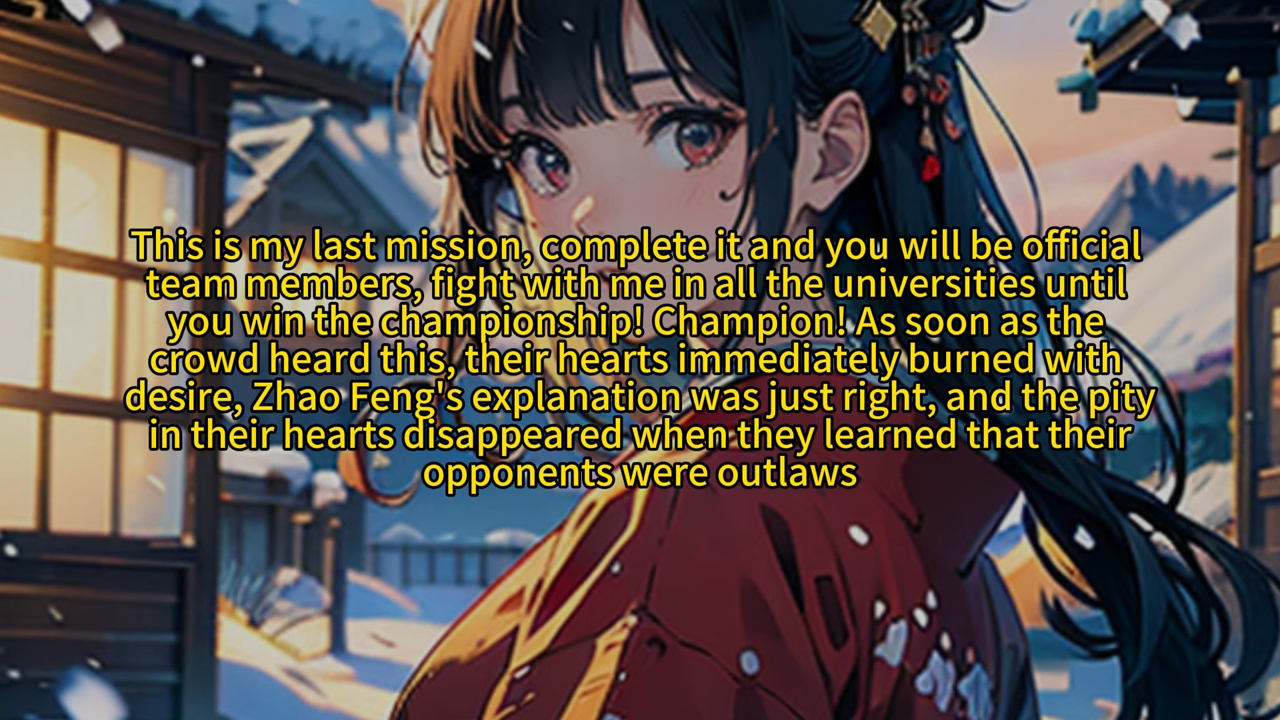 This is my last mission, complete it and you will be official
team members, fight with me in all the universities until
you win the championship! Champion! As soon as the
crowd heard this, their hearts immediately burned with
desire, Zhao Feng's explanation was just right, and the pity
in their hearts disappeared when they learned that their
opponents were outlaws